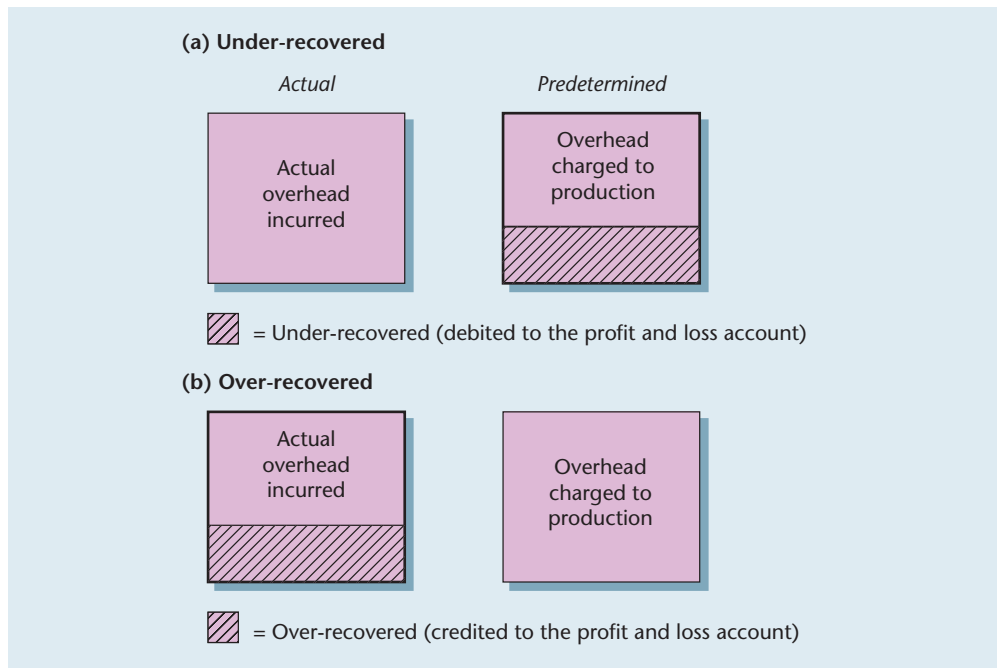 (a) Under-recovered
Actual
Predetermined
Actual
overhead
incurred
Overhead
charged to
production
= Under-recovered (debited to the profit and loss account)
(b) Over-recovered
Actual
overhead
incurred
Overhead
charged to
production
= Over-recovered (credited to the profit and loss account)